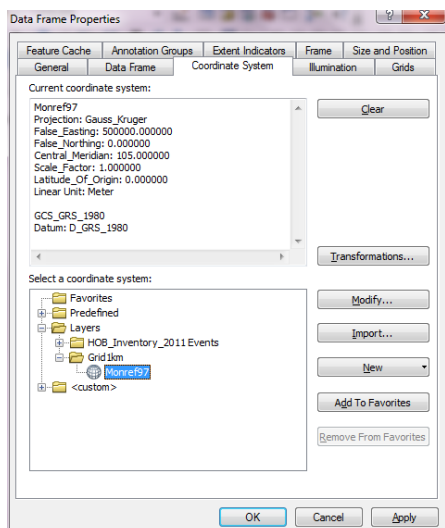 Data Frame Properties
Feature Cache Annotation Groups Extent Indicators Frame Size and Position
General Data Frame Coordinate System Illumination Grids
Current coordinate system:
Monref97
Projection: Gauss_Kruger
False_Easting: 500000.000000
False_Northing: 0.000000
Central_Meridian: 105.000000
Scale_Factor: 1.000000
Latitude_Of_Origin: 0.000000
Linear Unit: Meter
GCS_GRS_1980
Datum: D_GRS_1980
Clear
Transformations...
Select a coordinate system:
Favorites
Predefined
Layers
HOB_Inventory_2011 Events
Grid1km
Monref97
<custom>
Modify...
Import...
New
Add To Favorites
Remove From Favorites
OK Cancel Apply